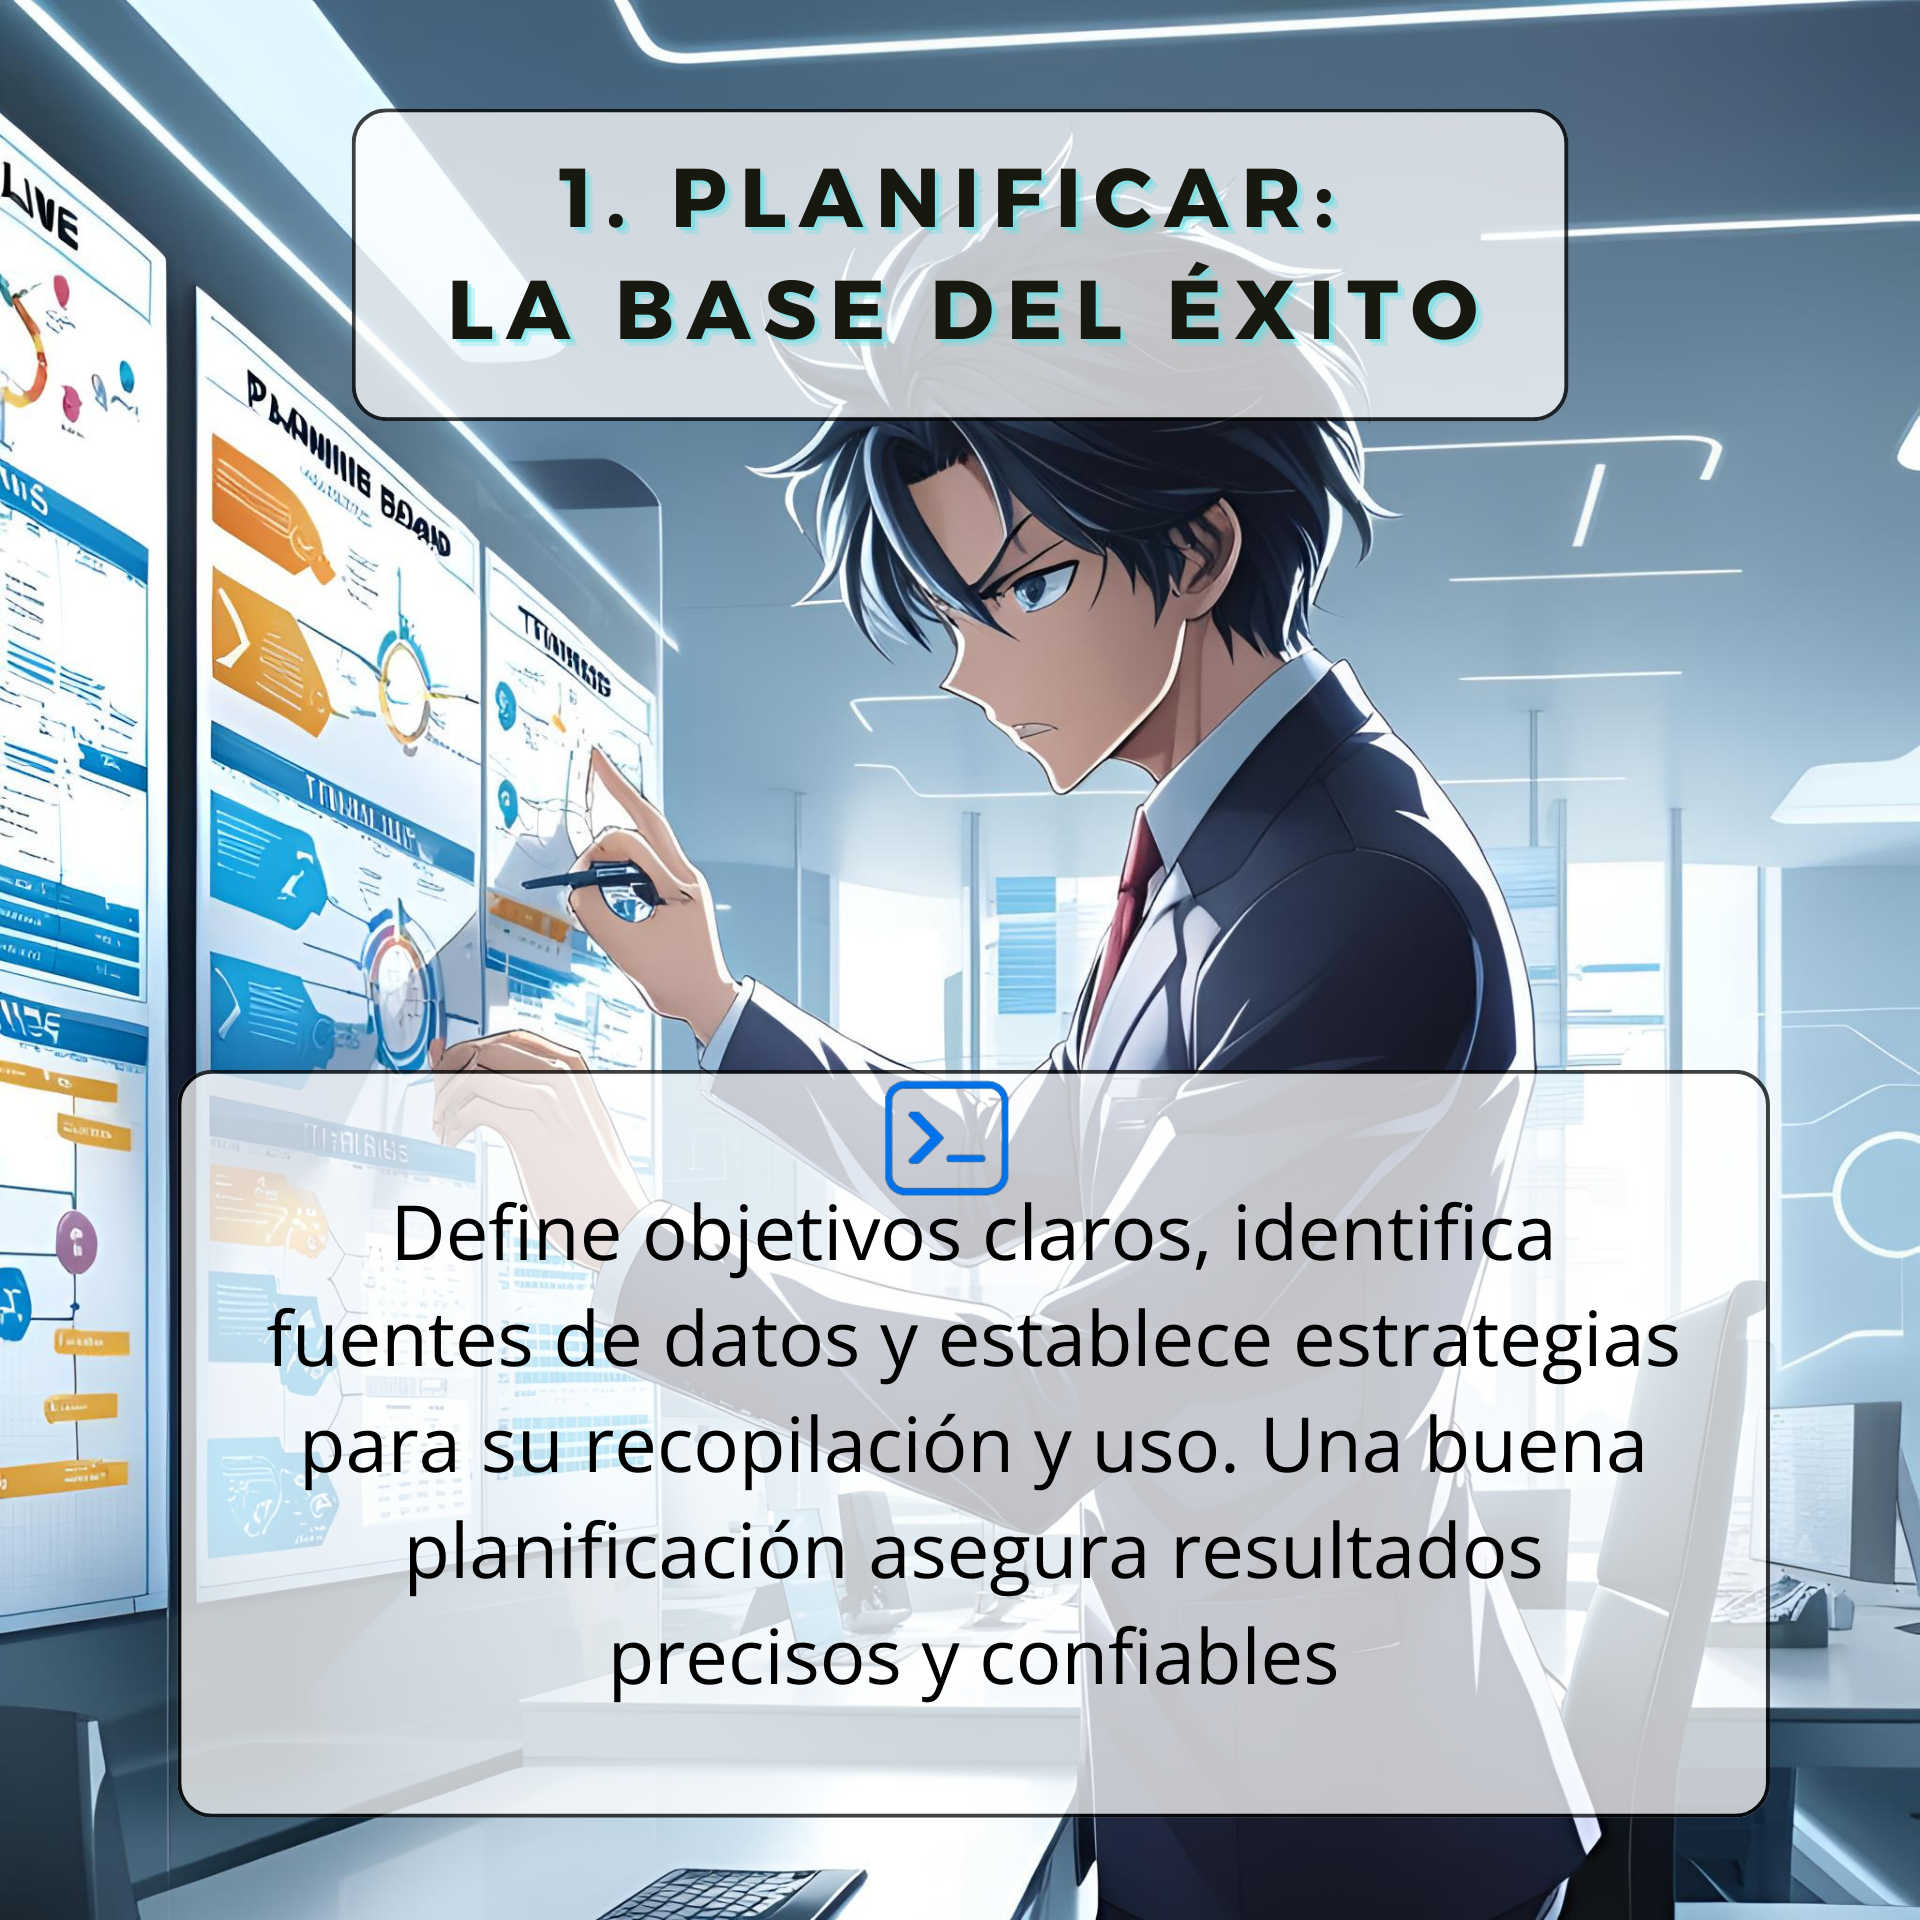 1. PLANIFICAR:
LA BASE DEL ÉXITO
Define objetivos claros, identifica
fuentes de datos y establece estrategias
para su recopilación y uso. Una buena
planificación asegura resultados
precisos y confiables